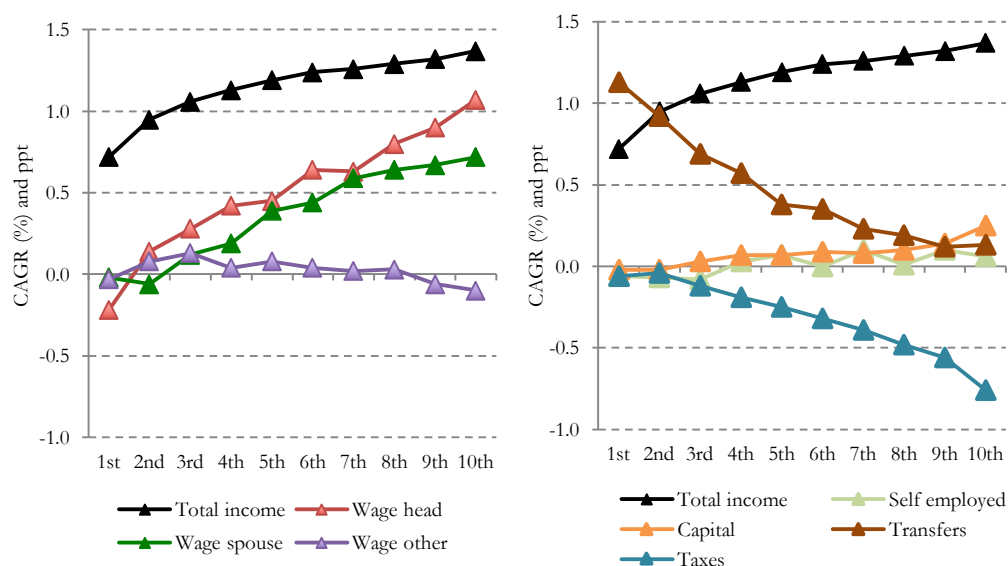 CAGR (%) and ppt
1.5
1.0
0.5
0.0
-0.5
-1.0
1st 2nd 3rd 4th 5th 6th 7th 8th 9th 10th
Total income Wage head
Wage spouse Wage other
CAGR (%) and ppt
1.5
1.0
0.5
0.0
-0.5
-1.0
1st 2nd 3rd 4th 5th 6th 7th 8th 9th 10th
Total income Self employed
Capital Transfers
Taxes